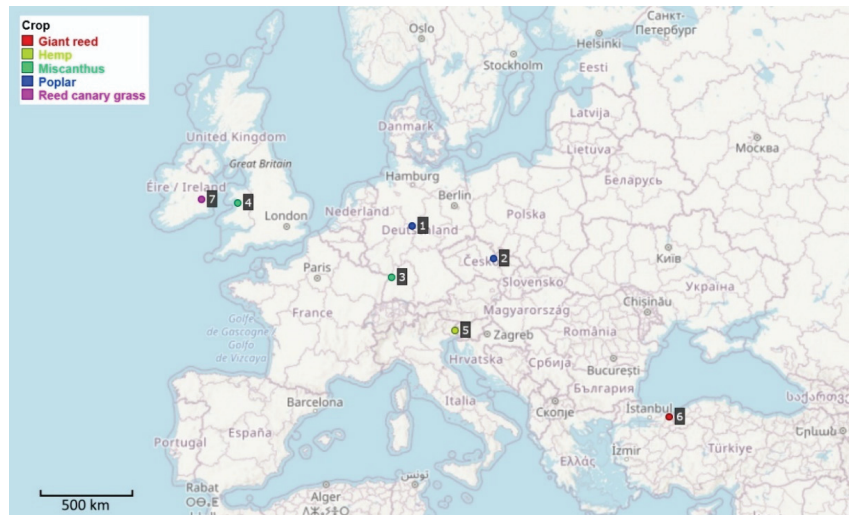 Crop
Giant reed
Hemp
Miscanthus
Poplar
Reed canary grass
Oslo
Helsinki
Санкт-
Петербург
Stockholm
Eesti
Latvija
Lietuva
Москва
Danmark
United Kingdom
Great Britain
Hamburg
Беларусь
Éire / Ireland
7
4
Berlin
Nederland
Polska
London
1
Deutschland
Київ
Paris
Česko
2
3
Slovensko
Україна
Chișinău
France
Magyarország
Golfe
de Gascogne
Golfo
de Vizcaya
5
Zagreb
România
Hrvatska
Србија
București
България
Barcelona
Italia
Скопје
İstanbul
6
Portugal
España
İzmir
Türkiye
Ελλάς
Rabat
Alger
تونس
500 km